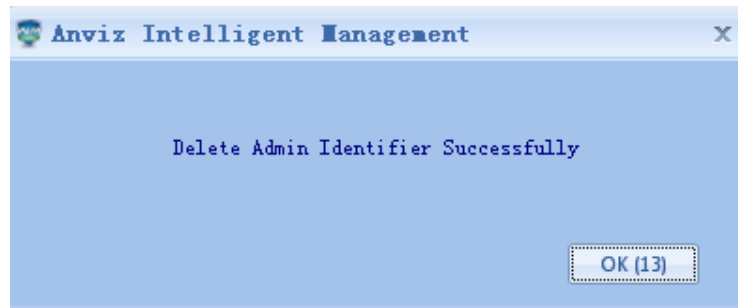 Anviz Intelligent Management
x
Delete Admin Identifier Successfully
OK (13)